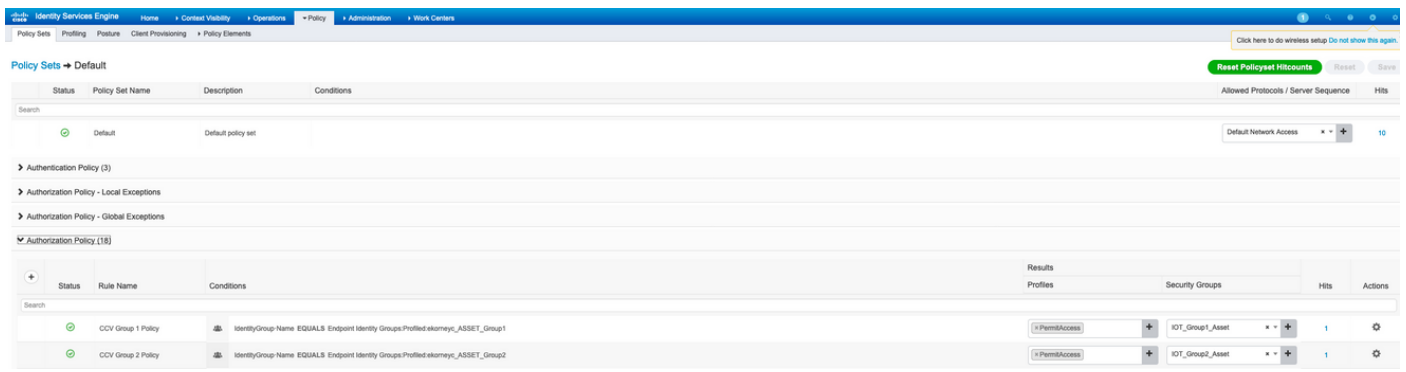 cisco Identity Services Engine Home Context Visibility Operations Policy Administration Work Centers 1
Policy Sets Profiling Posture Client Provisioning Policy Elements
Click here to do wireless setup Do not show this again.
Policy Sets → Default Reset Policyset Hitcounts Reset Save
Status Policy Set Name Description Conditions Allowed Protocols / Server Sequence Hits
Search
Default Default policy set Default Network Access × + 10
Authentication Policy (3)
Authorization Policy - Local Exceptions
Authorization Policy - Global Exceptions
Authorization Policy (18)
Results
+ Status Rule Name Conditions Profiles Security Groups Hits Actions
Search
CCV Group 1 Policy IdentityGroup·Name EQUALS Endpoint Identity Groups:Profiled:ekorneyc_ASSET_Group1 ×PermitAccess + IOT_Group1_Asset × + 1
CCV Group 2 Policy IdentityGroup·Name EQUALS Endpoint Identity Groups:Profiled:ekorneyc_ASSET_Group2 ×PermitAccess + IOT_Group2_Asset × + 1